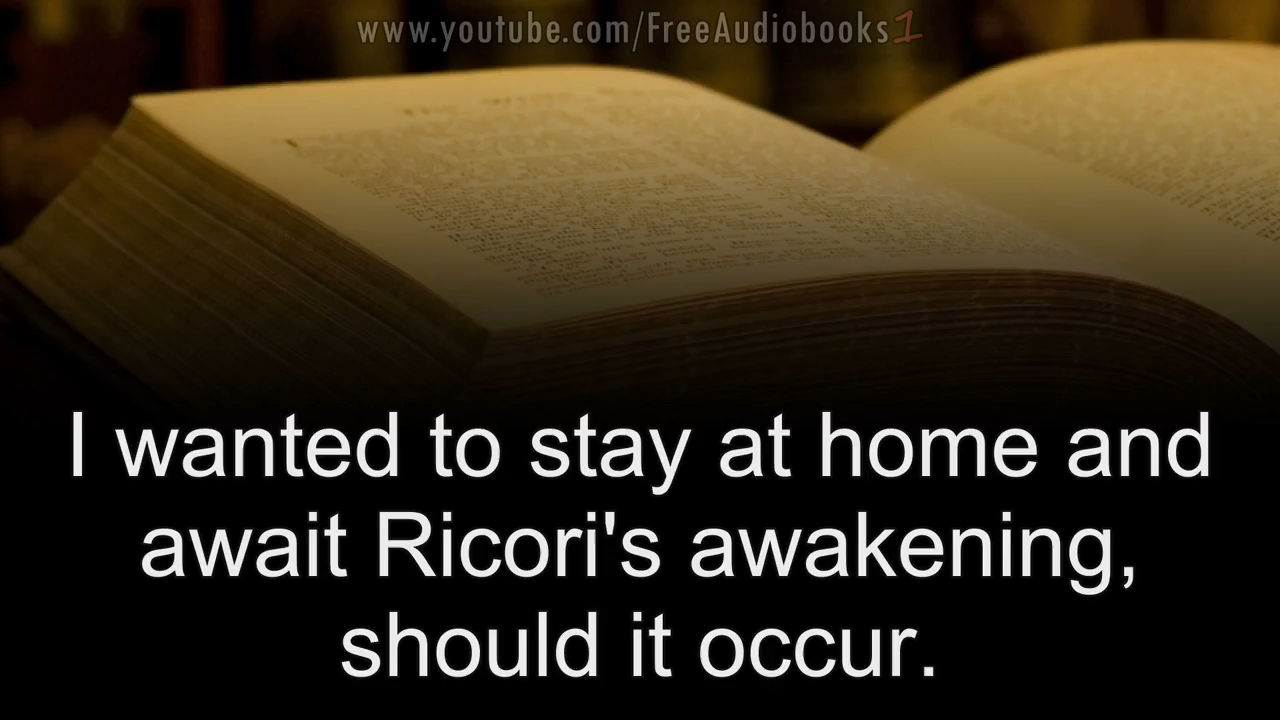 www.youtube.com/FreeAudiobooks1
I wanted to stay at home and
await Ricori's awakening,
should it occur.